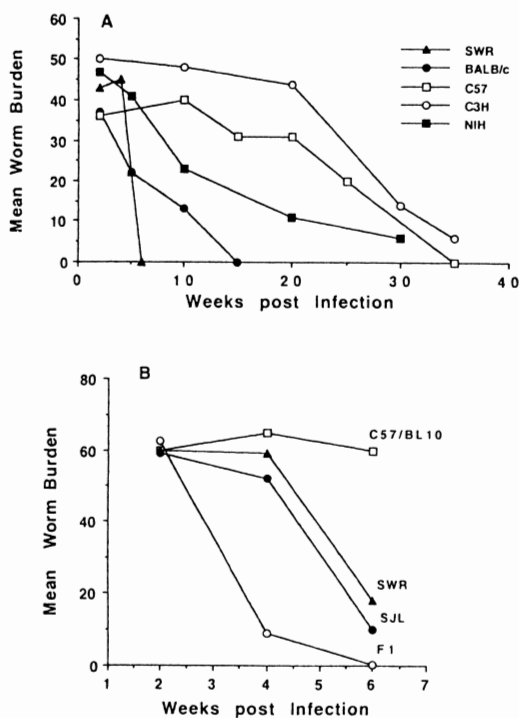 A
60
50
40
30
20
10
0
Mean Worm Burden
SWR
BALB/c
C57
C3H
NIH
0 10 20 30 40
Weeks post Infection
B
80
60
40
20
0
Mean Worm Burden
C57/BL10
SWR
SJL
F1
1 2 3 4 5 6 7
Weeks post Infection